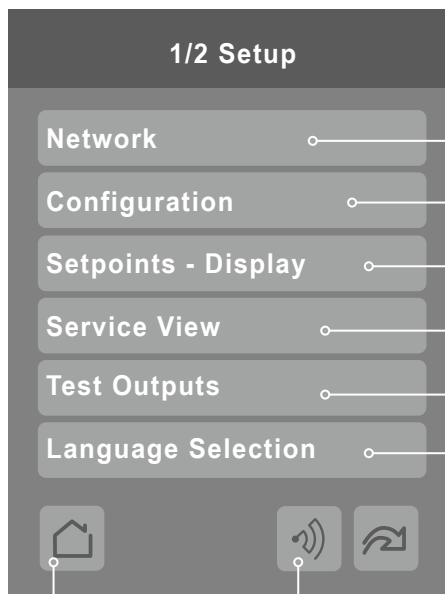 1/2 Setup
Network
Configuration
Setpoints - Display
Service View
Test Outputs
Language Selection